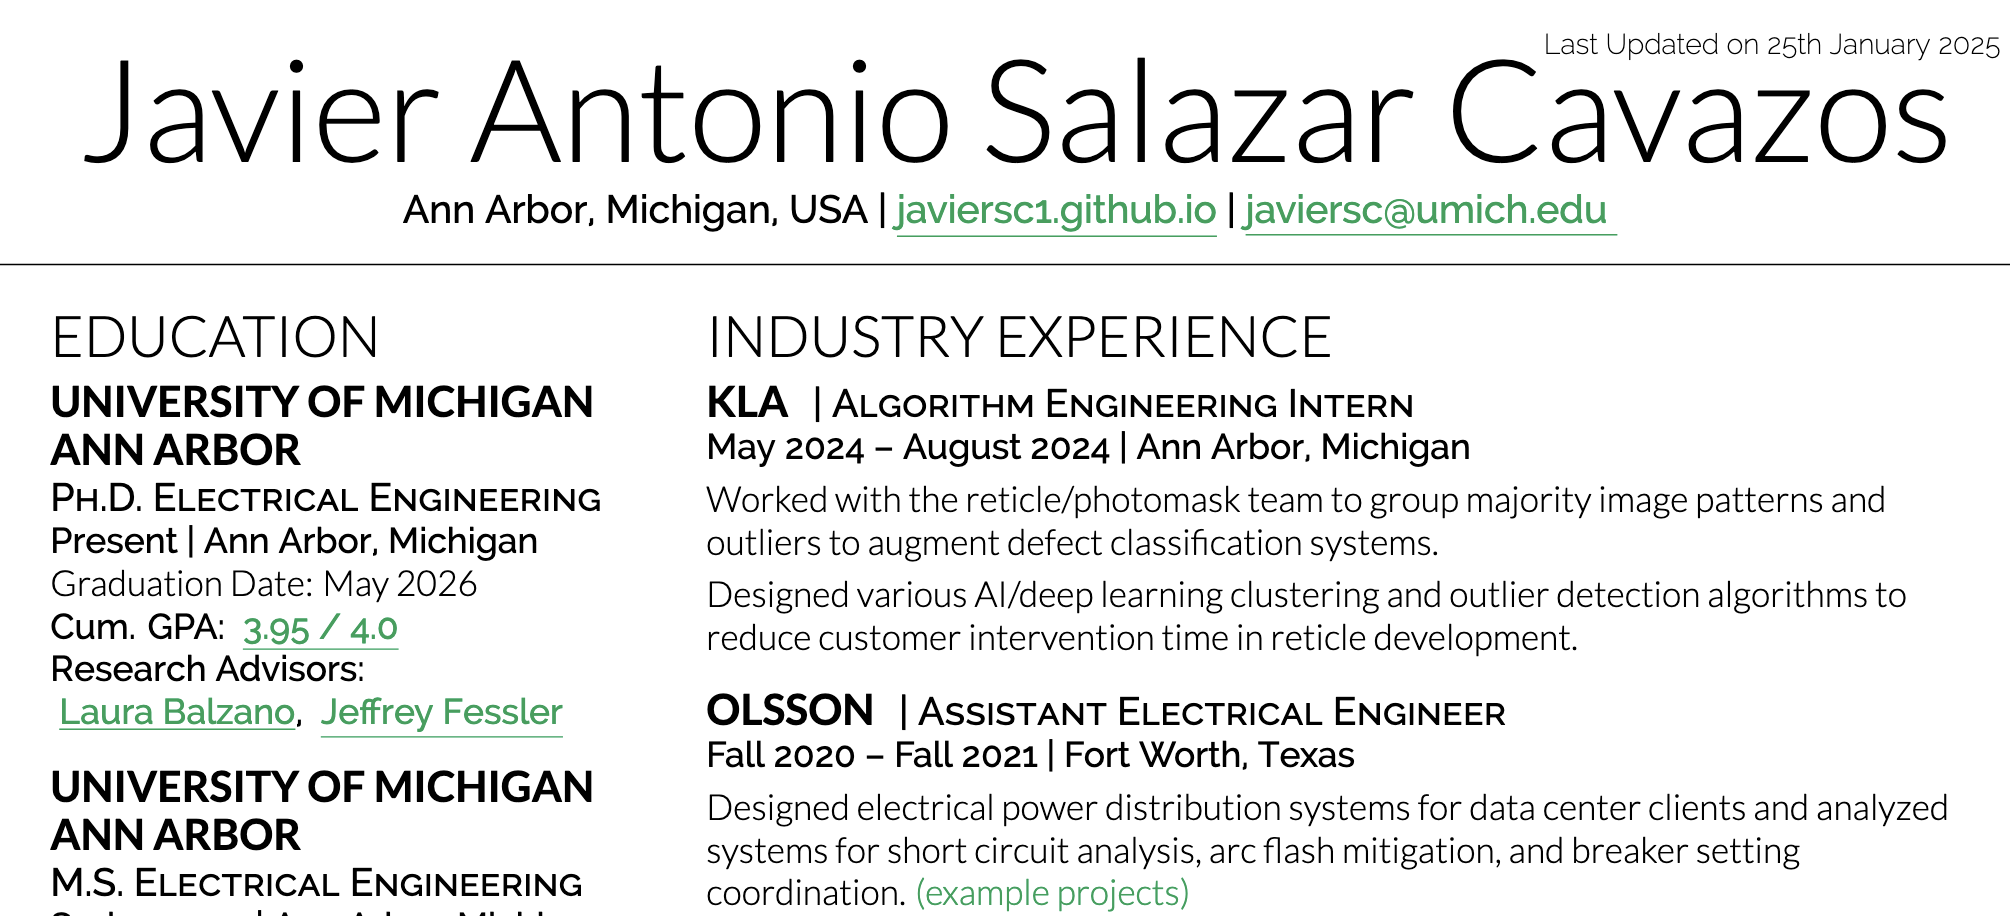 Last Updated on 25th January 2025
Javier Antonio Salazar Cavazos
Ann Arbor, Michigan, USA | javiersc1.github.io | javiersc@umich.edu
EDUCATION
UNIVERSITY OF MICHIGAN
ANN ARBOR
Ph.D. Electrical Engineering
Present | Ann Arbor, Michigan
Graduation Date: May 2026
Cum. GPA: 3.95 / 4.0
Research Advisors:
Laura Balzano, Jeffrey Fessler
UNIVERSITY OF MICHIGAN
ANN ARBOR
M.S. Electrical Engineering
INDUSTRY EXPERIENCE
KLA | Algorithm Engineering Intern
May 2024 – August 2024 | Ann Arbor, Michigan
Worked with the reticle/photomask team to group majority image patterns and
outliers to augment defect classification systems.
Designed various AI/deep learning clustering and outlier detection algorithms to
reduce customer intervention time in reticle development.
OLSSON | Assistant Electrical Engineer
Fall 2020 – Fall 2021 | Fort Worth, Texas
Designed electrical power distribution systems for data center clients and analyzed
systems for short circuit analysis, arc flash mitigation, and breaker setting
coordination. (example projects)